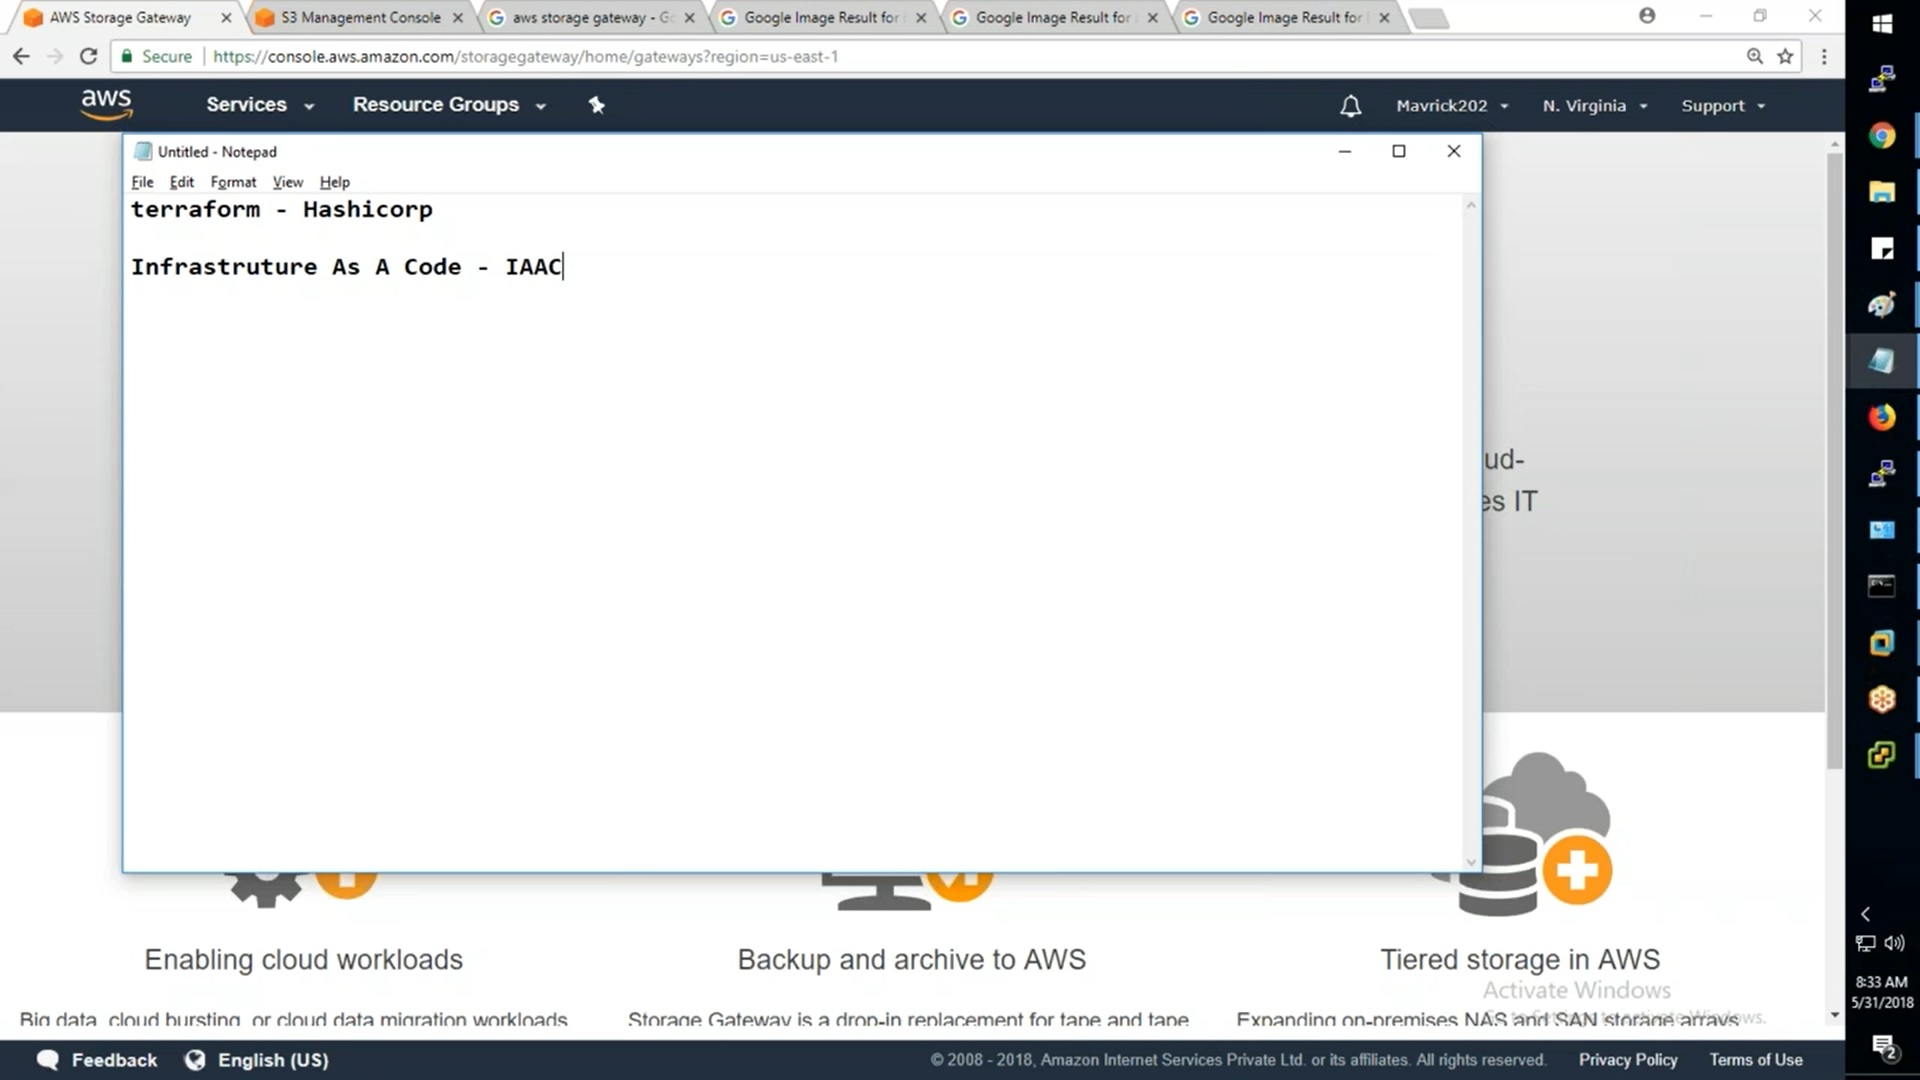 AWS Storage Gateway
S3 Management Console
aws storage gateway - Go
Google Image Result for
Google Image Result for
Google Image Result for
Secure
https://console.aws.amazon.com/storagegateway/home/gateways?region=us-east-1
aws
Services
Resource Groups
Mavrick202
N. Virginia
Support
Untitled - Notepad
File Edit Format View Help
terraform - Hashicorp
Infrastruture As A Code - IAAC
ud-
es IT
Enabling cloud workloads
Backup and archive to AWS
Tiered storage in AWS
Activate Windows
Big data, cloud bursting, or cloud data migration workloads
Storage Gateway is a drop-in replacement for tape and tape
Expanding on-premises NAS and SAN storage arrays
Feedback
English (US)
© 2008 - 2018, Amazon Internet Services Private Ltd. or its affiliates. All rights reserved.
Privacy Policy
Terms of Use
8:33 AM
5/31/2018
2